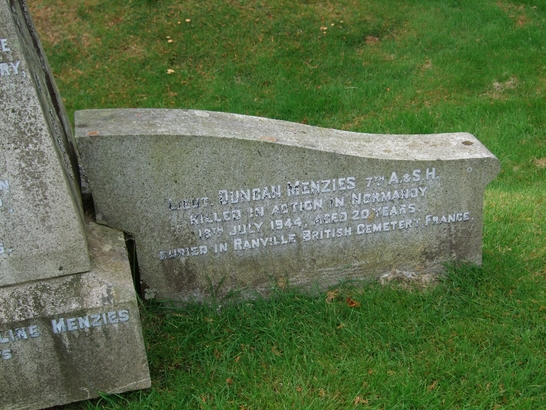 LIEUT. DUNCAN MENZIES 7TH A.&S.H.
KILLED IN ACTION IN NORMANDY
18TH JULY 1944, AGED 20 YEARS.
BURIED IN RANVILLE BRITISH CEMETERY FRANCE.
LINE MENZIES